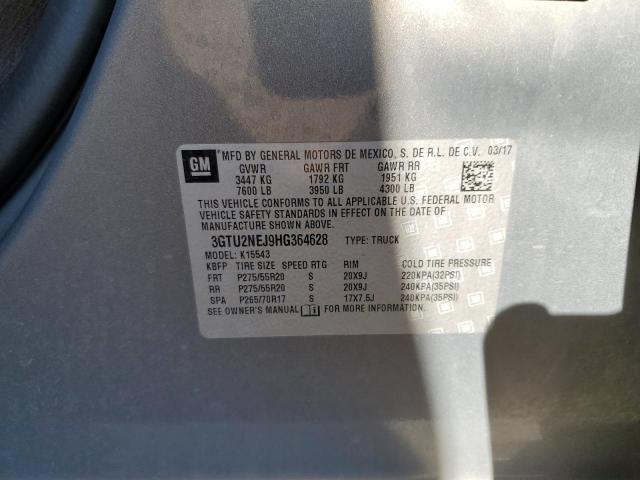 GM
*MFD BY GENERAL MOTORS DE MEXICO, S. DE R.L. DE C.V. 03/17
GVWR GAWR FRT GAWR RR
3447 KG 1792 KG 1951 KG
7600 LB 3950 LB 4300 LB
THIS VEHICLE CONFORMS TO ALL APPLICABLE U.S. FEDERAL MOTOR
VEHICLE SAFETY STANDARDS IN EFFECT ON THE DATE OF
MANUFACTURE SHOWN ABOVE.
3GTU2NEJ9HG364628 TYPE: TRUCK
MODEL: K15543
KBFP TIRE SIZE SPEED RTG RIM COLD TIRE PRESSURE
FRT P275/55R20 S 20X9J 220KPA(32PSI)
RR P275/55R20 S 20X9J 240KPA(35PSI)
SPA P265/70R17 S 17X7.5J 240KPA(35PSI)
SEE OWNER'S MANUAL FOR MORE INFORMATION.